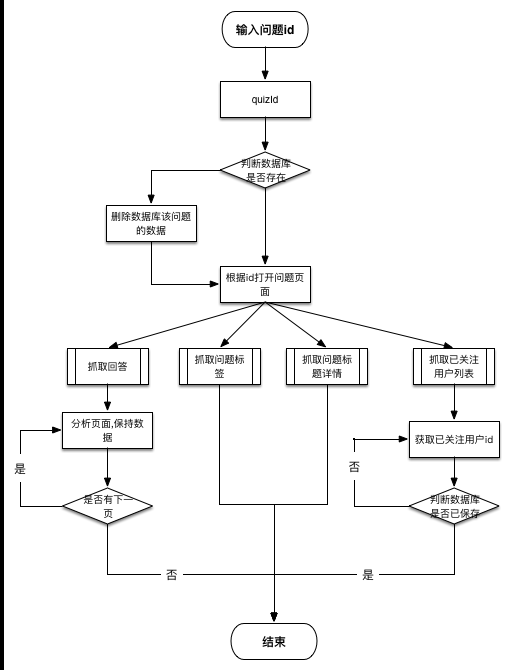 输入问题id
quizId
判断数据库
是否存在
删除数据库该问题
的数据
根据id打开问题页
面
抓取回答
抓取问题标
签
抓取问题标
题详情
抓取已关注
用户列表
分析页面,保持数
据
获取已关注用户id
是
否
是否有下一
页
判断数据库
是否已保存
否
是
结束